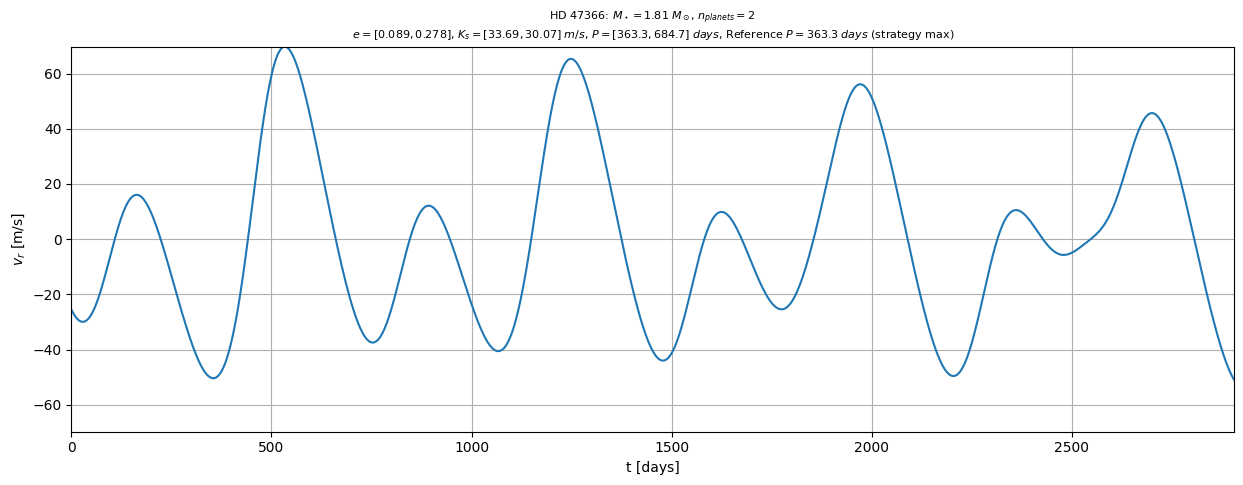 HD 47366: $M_\star = 1.81\ M_\odot$, $n_{planets} = 2$
$e = [0.089, 0.278]$, $K_s = [33.69, 30.07]\ m/s$, $P = [363.3, 684.7]\ days$, Reference $P = 363.3\ days$ (strategy max)
60
40
20
0
−20
−40
−60
$v_r$ [m/s]
0 500 1000 1500 2000 2500
t [days]